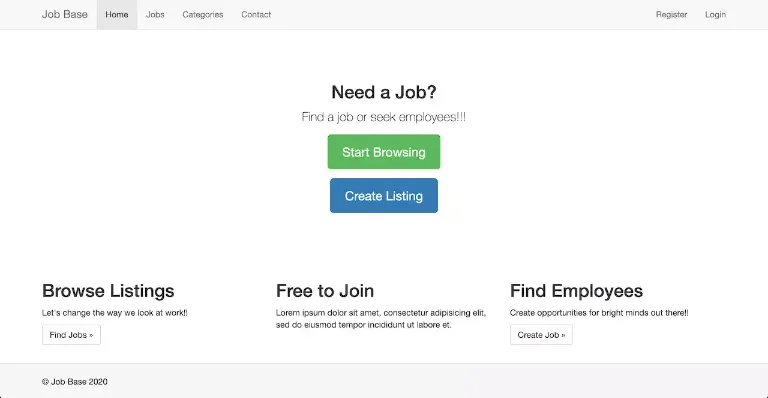 Job Base Home Jobs Categories Contact Register Login
Need a Job?
Find a job or seek employees!!!
Start Browsing
Create Listing
Browse Listings
Let's change the way we look at work!!
Find Jobs »
Free to Join
Lorem ipsum dolor sit amet, consectetur adipisicing elit,
sed do eiusmod tempor incididunt ut labore et.
Find Employees
Create opportunities for bright minds out there!!
Create Job »
© Job Base 2020